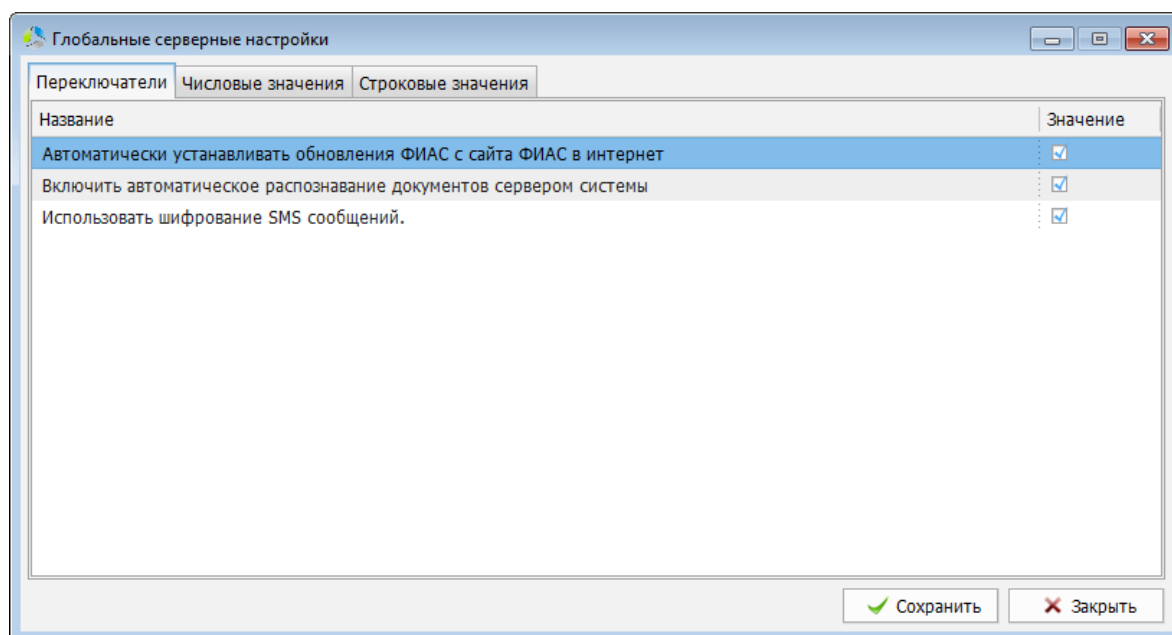 Глобальные серверные настройки
Переключатели Числовые значения Строковые значения
Название Значение
Автоматически устанавливать обновления ФИАС с сайта ФИАС в интернет
Включить автоматическое распознавание документов сервером системы
Использовать шифрование SMS сообщений.
Сохранить Закрыть